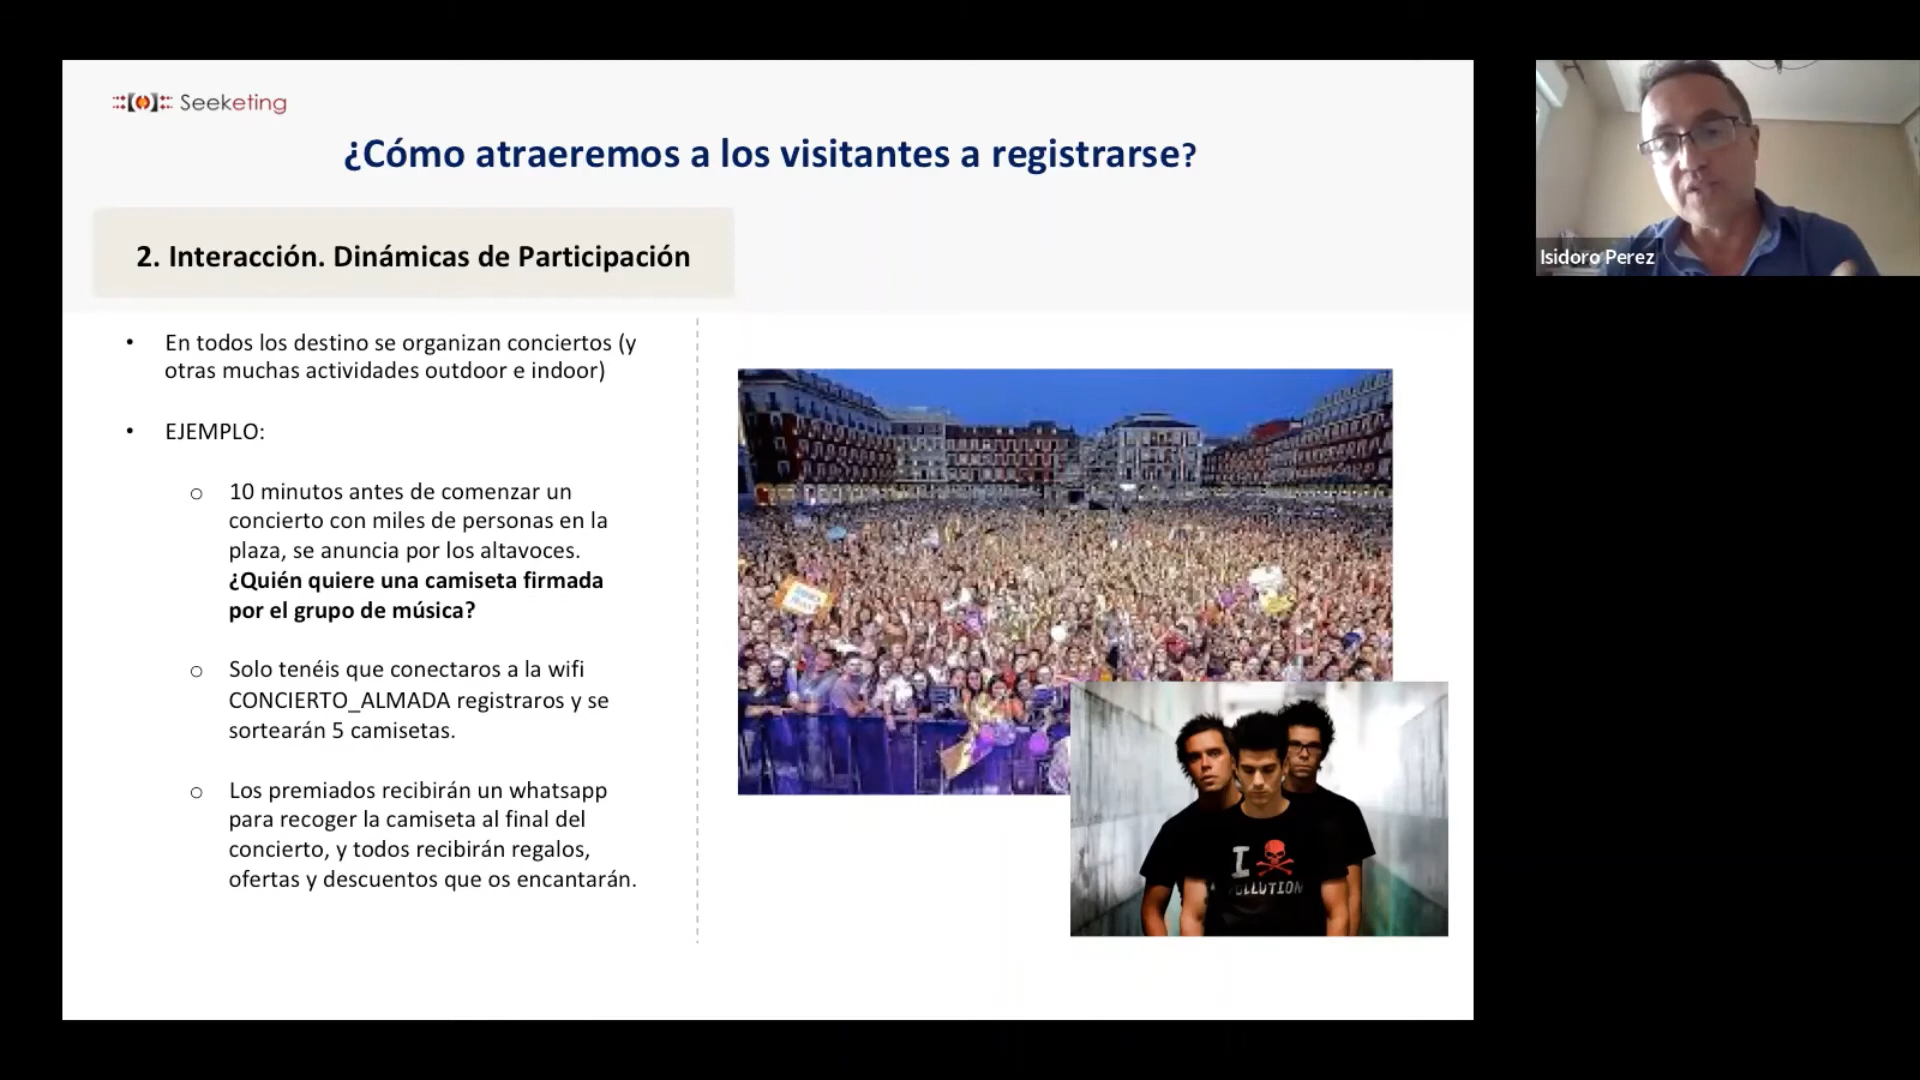 Seeketing
¿Cómo atraeremos a los visitantes a registrarse?
2. Interacción. Dinámicas de Participación
• En todos los destino se organizan conciertos (y
otras muchas actividades outdoor e indoor)
• EJEMPLO:
o 10 minutos antes de comenzar un
concierto con miles de personas en la
plaza, se anuncia por los altavoces.
¿Quién quiere una camiseta firmada
por el grupo de música?
o Solo tenéis que conectaros a la wifi
CONCIERTO_ALMADA registraros y se
sortearán 5 camisetas.
o Los premiados recibirán un whatsapp
para recoger la camiseta al final del
concierto, y todos recibirán regalos,
ofertas y descuentos que os encantarán.
I
Isidoro Perez